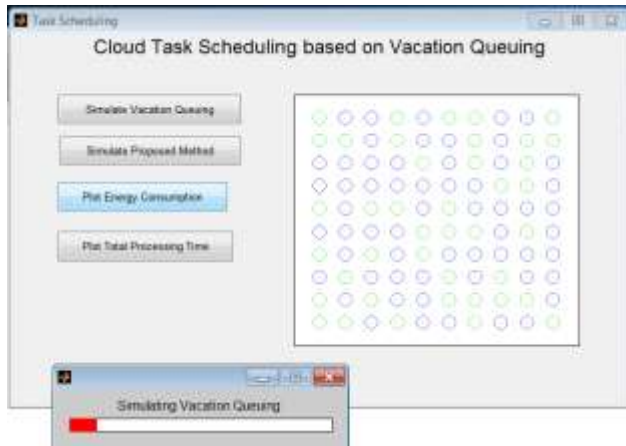 Task Scheduling
Cloud Task Scheduling based on Vacation Queuing
Simulate Vacation Queuing
Simulate Proposed Method
Plot Energy Consumption
Plot Total Processing Time
Simulating Vacation Queuing